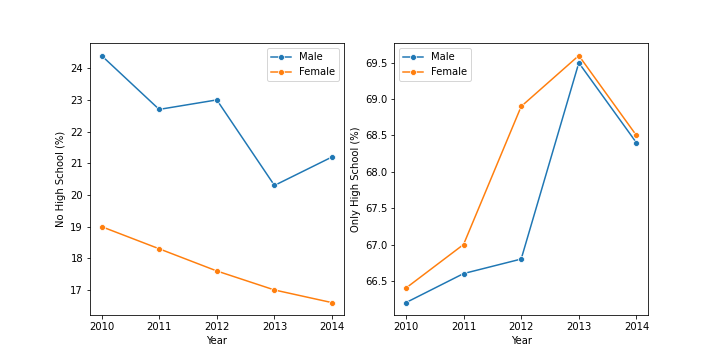 No High School (%)
24
23
22
21
20
19
18
17
2010 2011 2012 2013 2014
Year
Male
Female
Only High School (%)
69.5
69.0
68.5
68.0
67.5
67.0
66.5
2010 2011 2012 2013 2014
Year
Male
Female